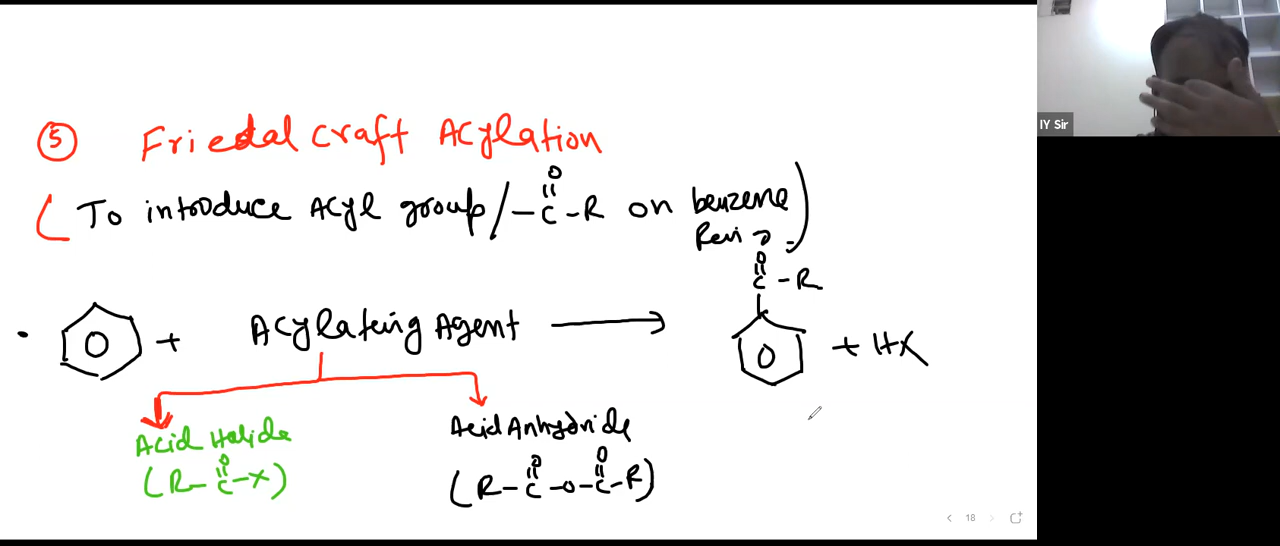 ⑤ Friedal Craft Acylation
(To introduce Acyl group/ -C-R on benzene
O
Ring)
O
C-R
O + Acylating Agent → O + HX
Acid Halide Acid Anhydride
(R-C-X) (R-C-O-C-R)
O O O
IY Sir
18